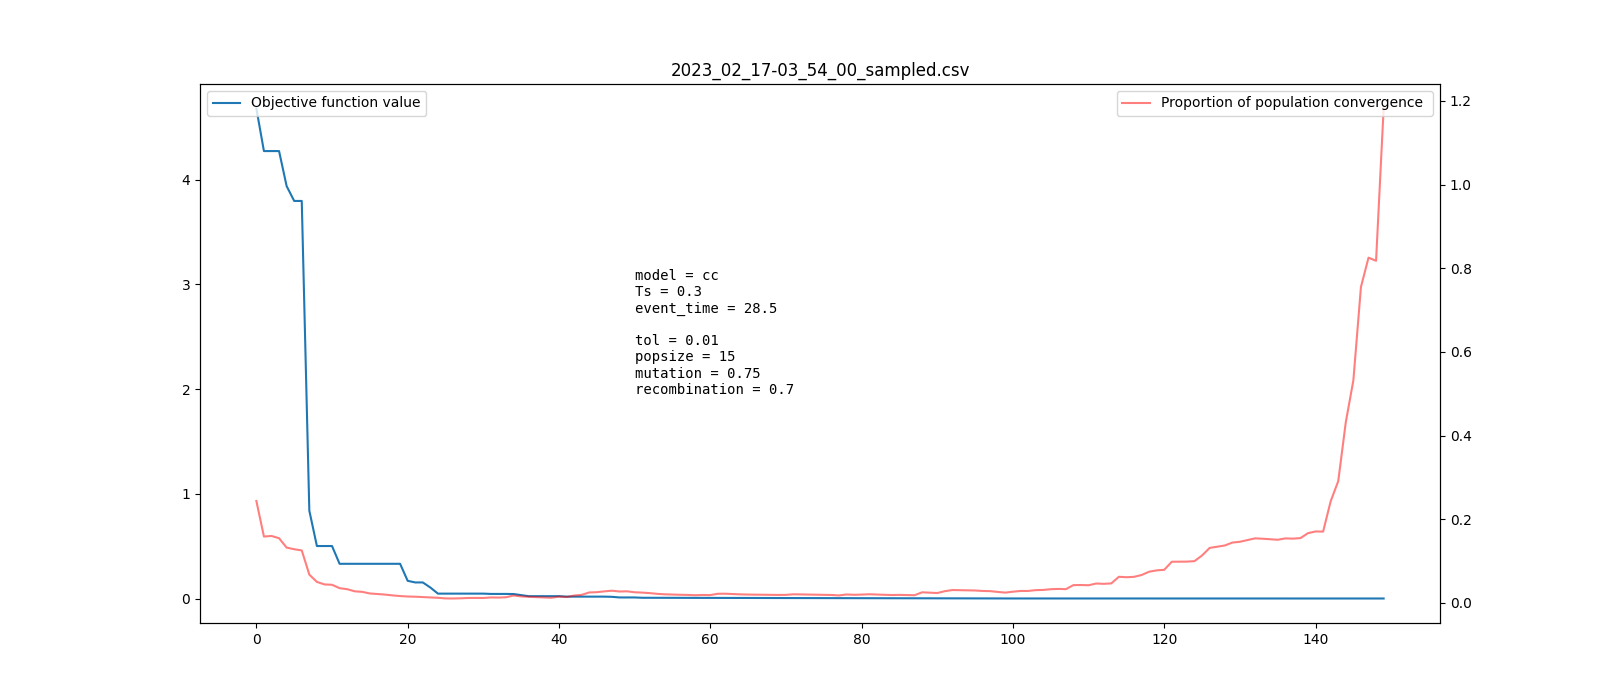 2023_02_17-03_54_00_sampled.csv
Objective function value
Proportion of population convergence
model = cc
Ts = 0.3
event_time = 28.5
tol = 0.01
popsize = 15
mutation = 0.75
recombination = 0.7
4
3
2
1
0
1.2
1.0
0.8
0.6
0.4
0.2
0.0
0 20 40 60 80 100 120 140